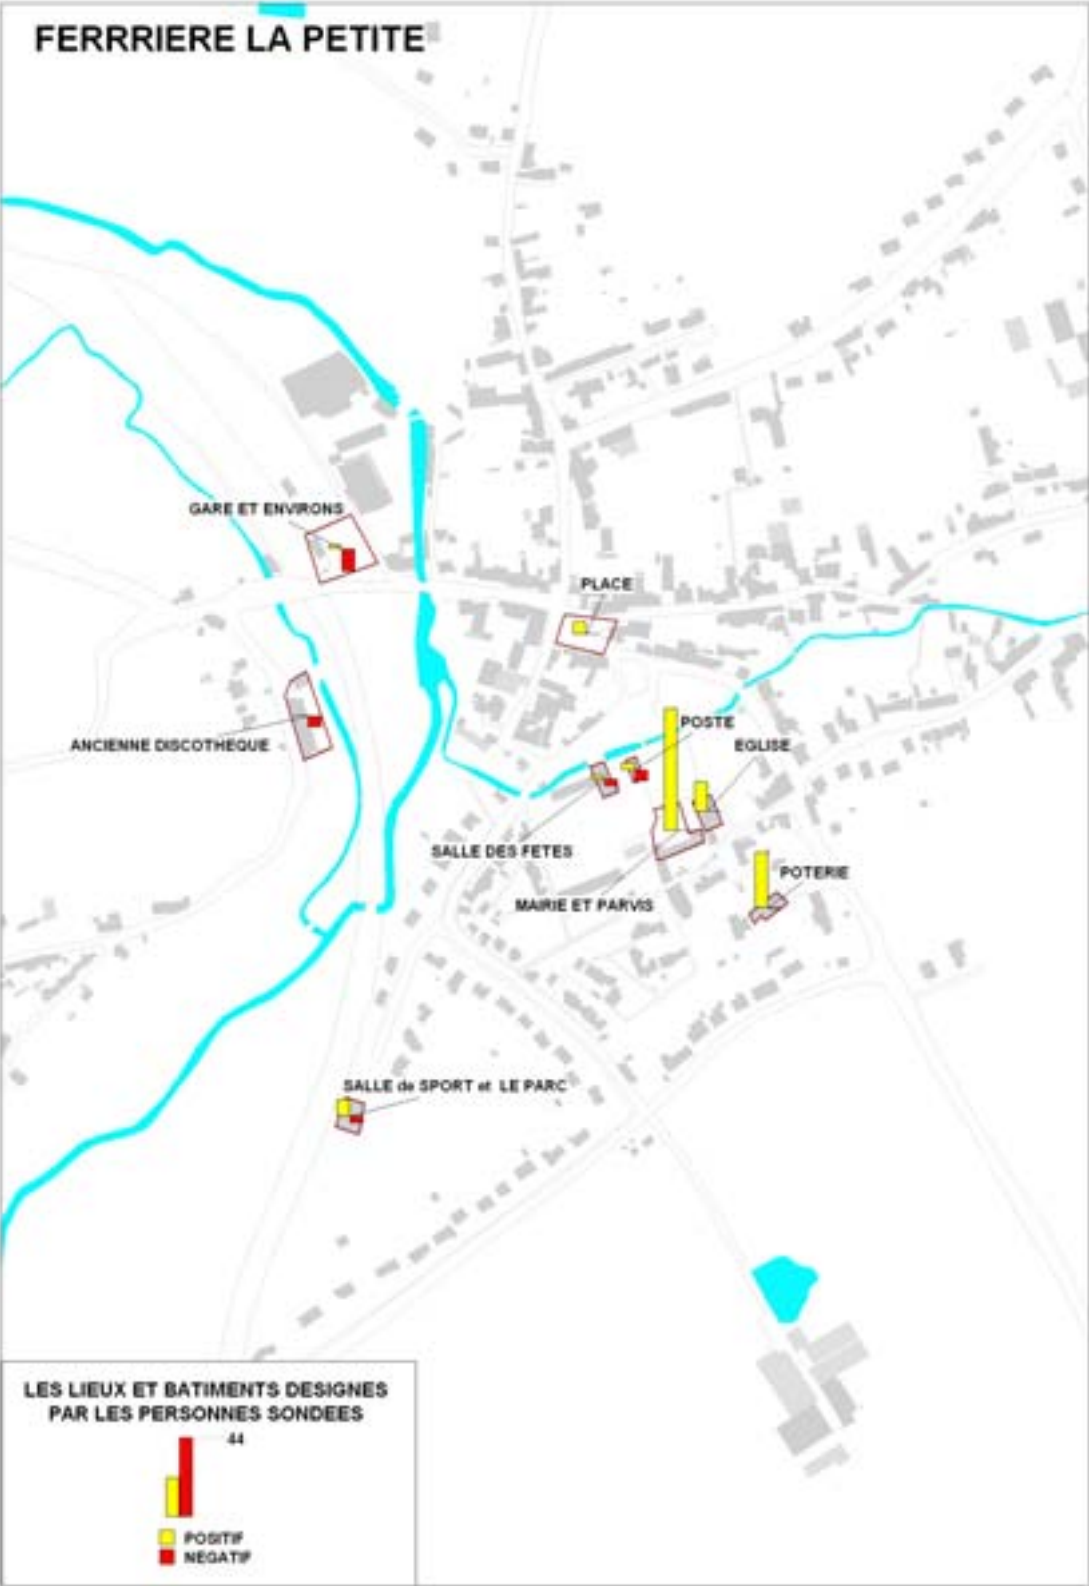 FERRRIERE LA PETITE
GARE ET ENVIRONS
PLACE
ANCIENNE DISCOTHEQUE
POSTE
EGLISE
SALLE DES FETES
MAIRIE ET PARVIS
POTERIE
SALLE de SPORT et LE PARC
LES LIEUX ET BATIMENTS DESIGNES
PAR LES PERSONNES SONDEES
44
POSITIF
NEGATIF